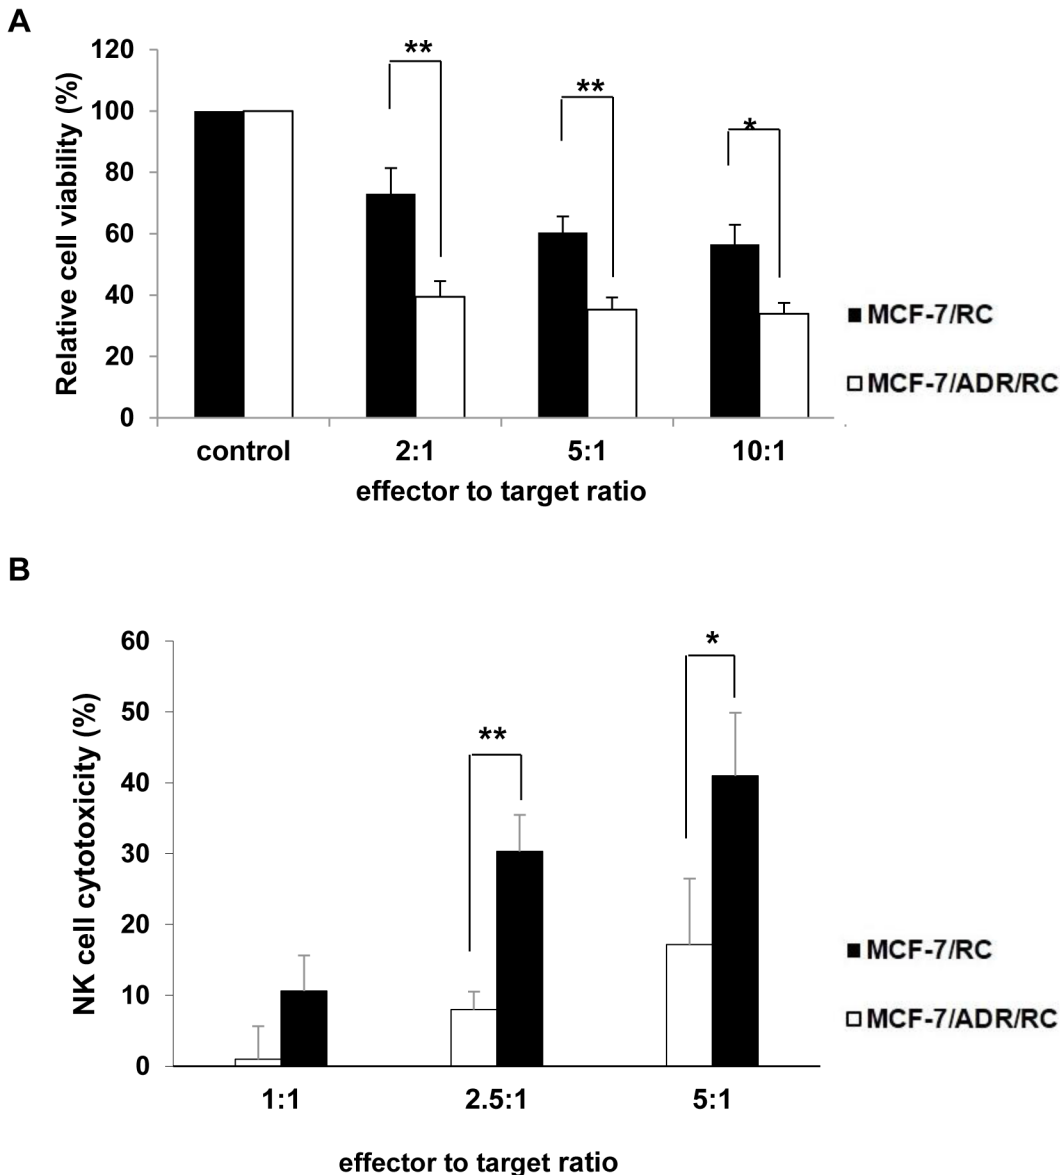 A
Relative cell viability (%)
120
100
80
60
40
20
0
**
**
*
control 2:1 5:1 10:1
effector to target ratio
MCF-7/RC
MCF-7/ADR/RC
B
NK cell cytotoxicity (%)
60
50
40
30
20
10
0
**
*
1:1 2.5:1 5:1
effector to target ratio
MCF-7/RC
MCF-7/ADR/RC